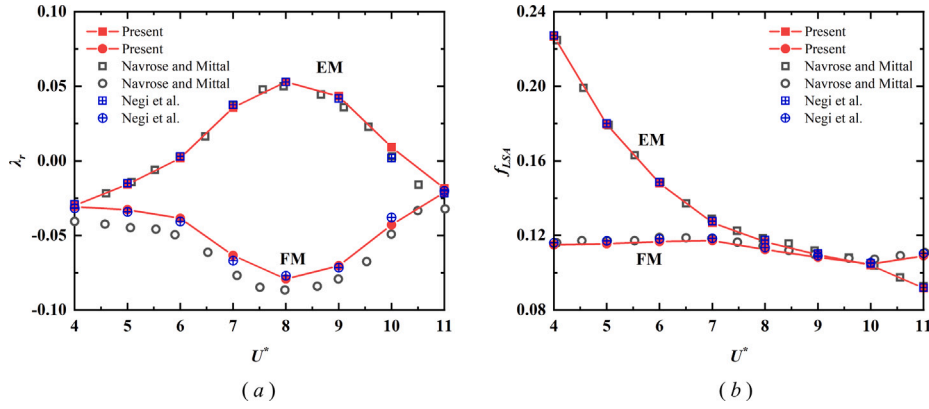 Present
Present
Navrose and Mittal
Navrose and Mittal
Negi et al.
Negi et al.
EM
FM
0.10
0.05
0.00
-0.05
-0.10
λr
4 5 6 7 8 9 10 11
U*
( a )
Present
Present
Navrose and Mittal
Navrose and Mittal
Negi et al.
Negi et al.
EM
FM
0.24
0.20
0.16
0.12
0.08
fLSA
4 5 6 7 8 9 10 11
U*
( b )